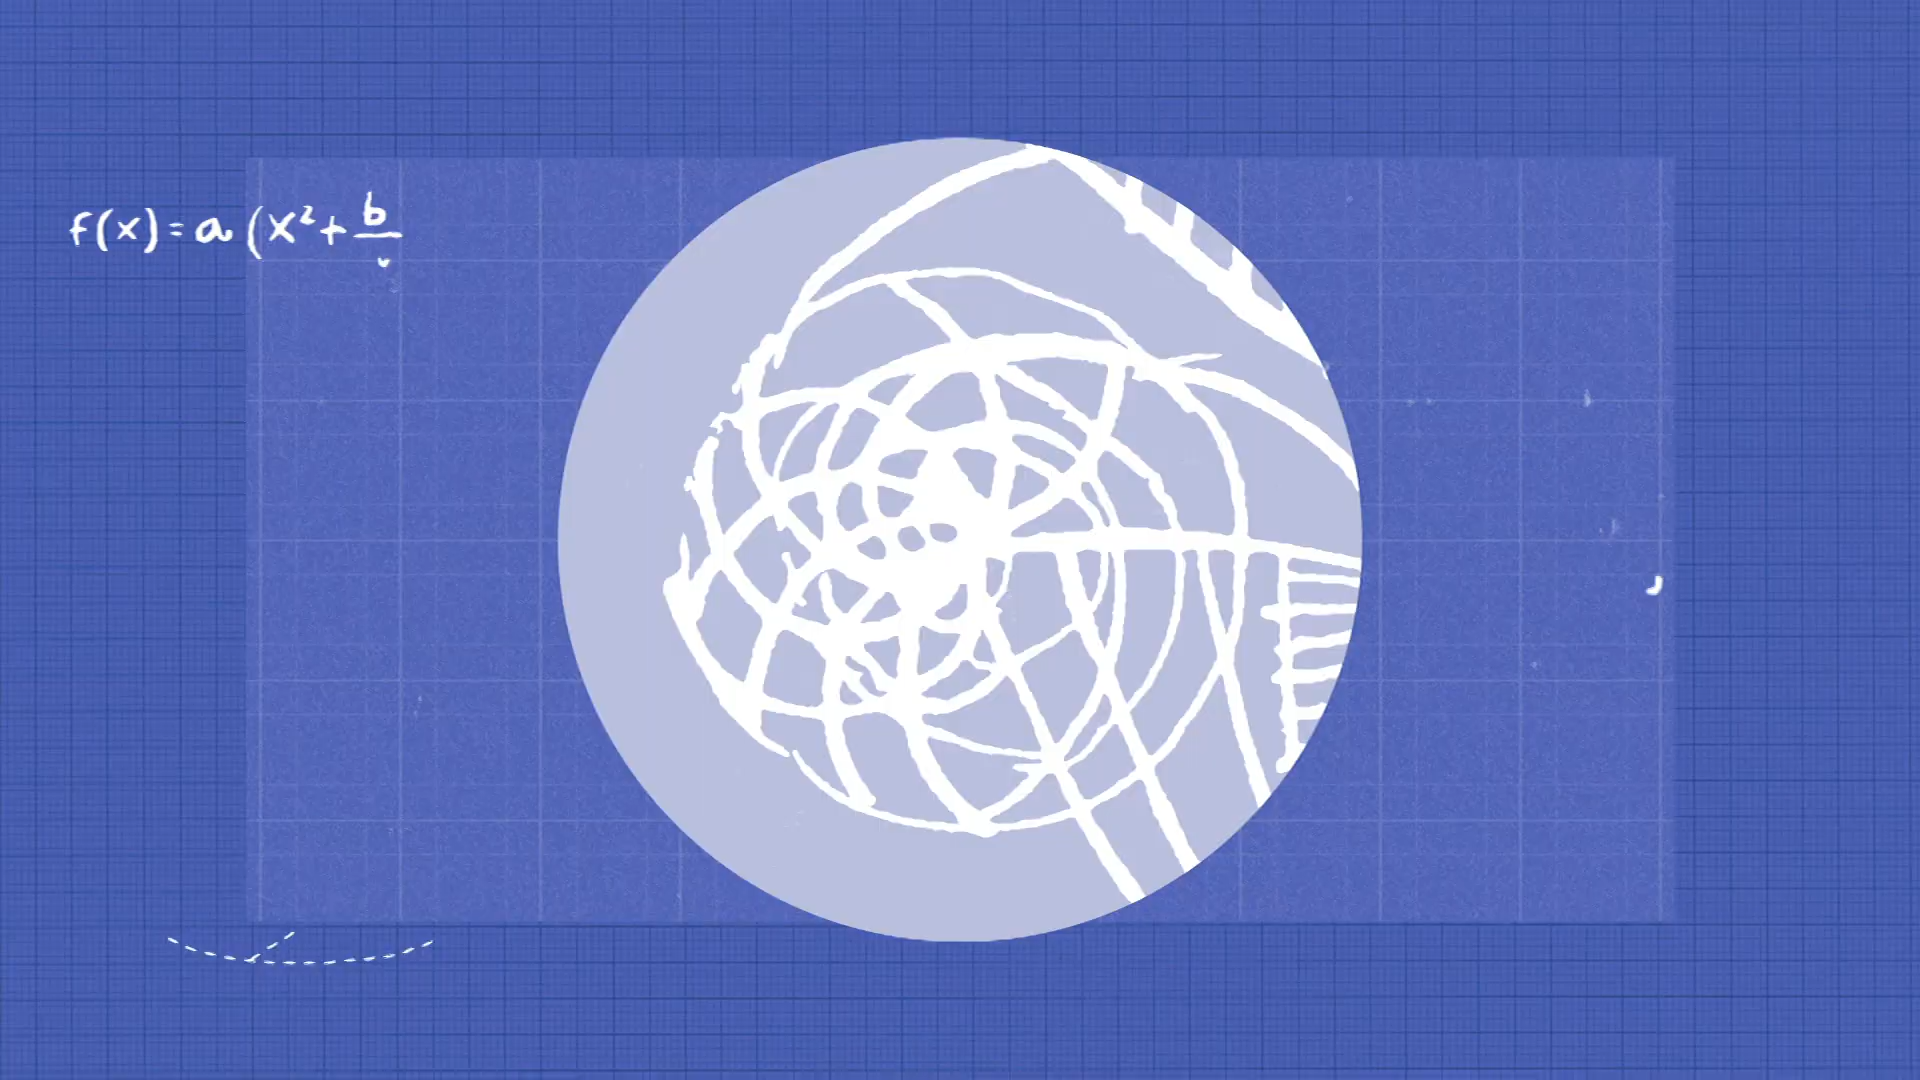 f(x) = a (x² + b